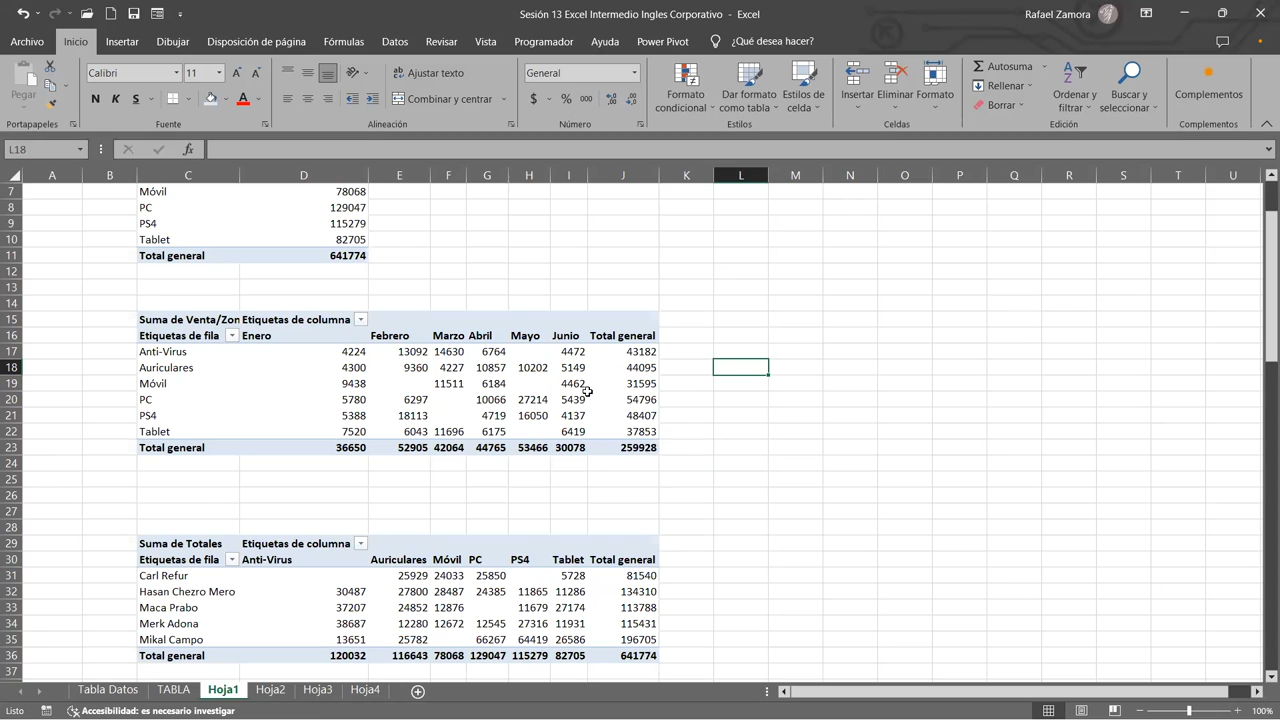 Sesión 13 Excel Intermedio Ingles Corporativo - Excel
Rafael Zamora
Archivo Inicio Insertar Dibujar Disposición de página Fórmulas Datos Revisar Vista Programador Ayuda Power Pivot ¿Qué desea hacer?
Pegar
Calibri 11
N K S
Ajustar texto
Combinar y centrar
General
$ % 000
Formato condicional
Dar formato como tabla
Estilos de celda
Insertar Eliminar Formato
Autosuma
Rellenar
Borrar
Ordenar y filtrar
Buscar y seleccionar
Complementos
Portapapeles Fuente Alineación Número Estilos Celdas Edición Complementos
L18 fx
A B C D E F G H I J K L M N O P Q R S T U
7 Móvil 78068
8 PC 129047
9 PS4 115279
10 Tablet 82705
11 Total general 641774
12
13
14
15 Suma de Venta/Zon Etiquetas de columna
16 Etiquetas de fila Enero Febrero Marzo Abril Mayo Junio Total general
17 Anti-Virus 4224 13092 14630 6764 4472 43182
18 Auriculares 4300 9360 4227 10857 10202 5149 44095
19 Móvil 9438 11511 6184 4462 31595
20 PC 5780 6297 10066 27214 5439 54796
21 PS4 5388 18113 4719 16050 4137 48407
22 Tablet 7520 6043 11696 6175 6419 37853
23 Total general 36650 52905 42064 44765 53466 30078 259928
24
25
26
27
28
29 Suma de Totales Etiquetas de columna
30 Etiquetas de fila Anti-Virus Auriculares Móvil PC PS4 Tablet Total general
31 Carl Refur 25929 24033 25850 5728 81540
32 Hasan Chezro Mero 30487 27800 28487 24385 11865 11286 134310
33 Maca Prabo 37207 24852 12876 11679 27174 113788
34 Merk Adona 38687 12280 12672 12545 27316 11931 115431
35 Mikal Campo 13651 25782 66267 64419 26586 196705
36 Total general 120032 116643 78068 129047 115279 82705 641774
37
Tabla Datos TABLA Hoja1 Hoja2 Hoja3 Hoja4
Listo Accesibilidad: es necesario investigar 100%